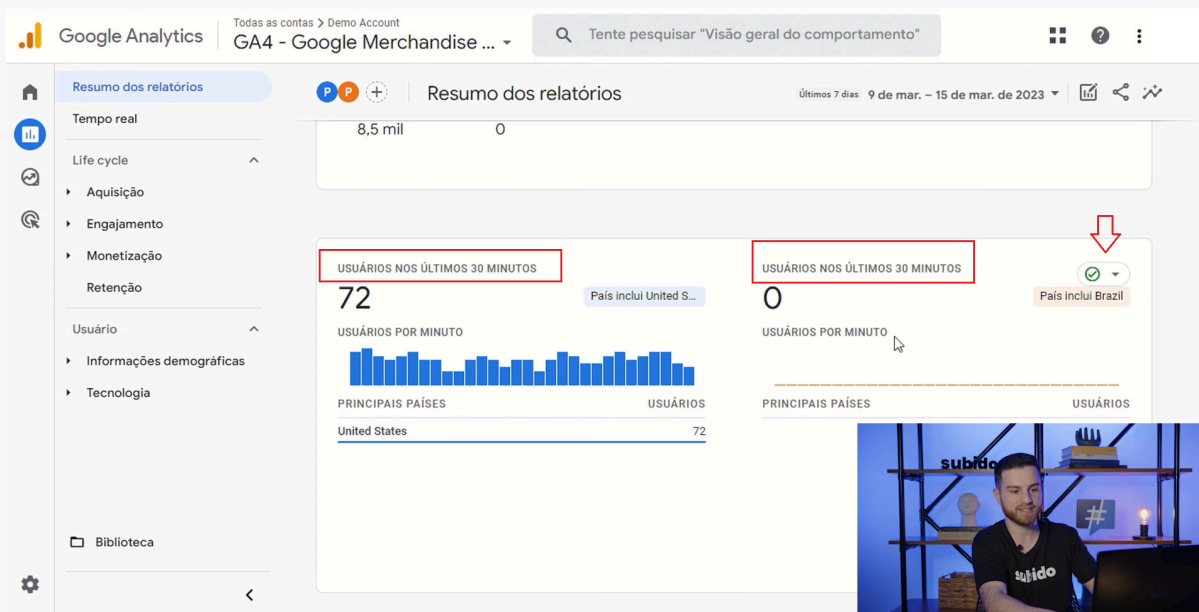 Google Analytics
Todas as contas > Demo Account
GA4 - Google Merchandise ...
Tente pesquisar "Visão geral do comportamento"
Resumo dos relatórios
Tempo real
Life cycle
Aquisição
Engajamento
Monetização
Retenção
Usuário
Informações demográficas
Tecnologia
Biblioteca
P P
Resumo dos relatórios
Últimos 7 dias 9 de mar. – 15 de mar. de 2023
8,5 mil 0
USUÁRIOS NOS ÚLTIMOS 30 MINUTOS
72
País inclui United S...
USUÁRIOS POR MINUTO
PRINCIPAIS PAÍSES USUÁRIOS
United States 72
USUÁRIOS NOS ÚLTIMOS 30 MINUTOS
0
País inclui Brazil
USUÁRIOS POR MINUTO
PRINCIPAIS PAÍSES USUÁRIOS
subido
#
subido